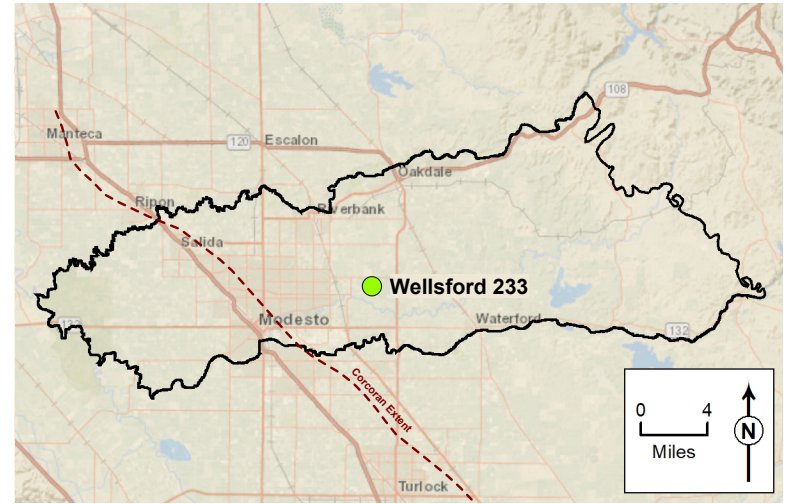 108
Manteca
120
Escalon
Oakdale
Ripon
Riverbank
Salida
Wellsford 233
Modesto
Waterford
132
132
Corcoran Extent
0 4
Miles
N
Turlock